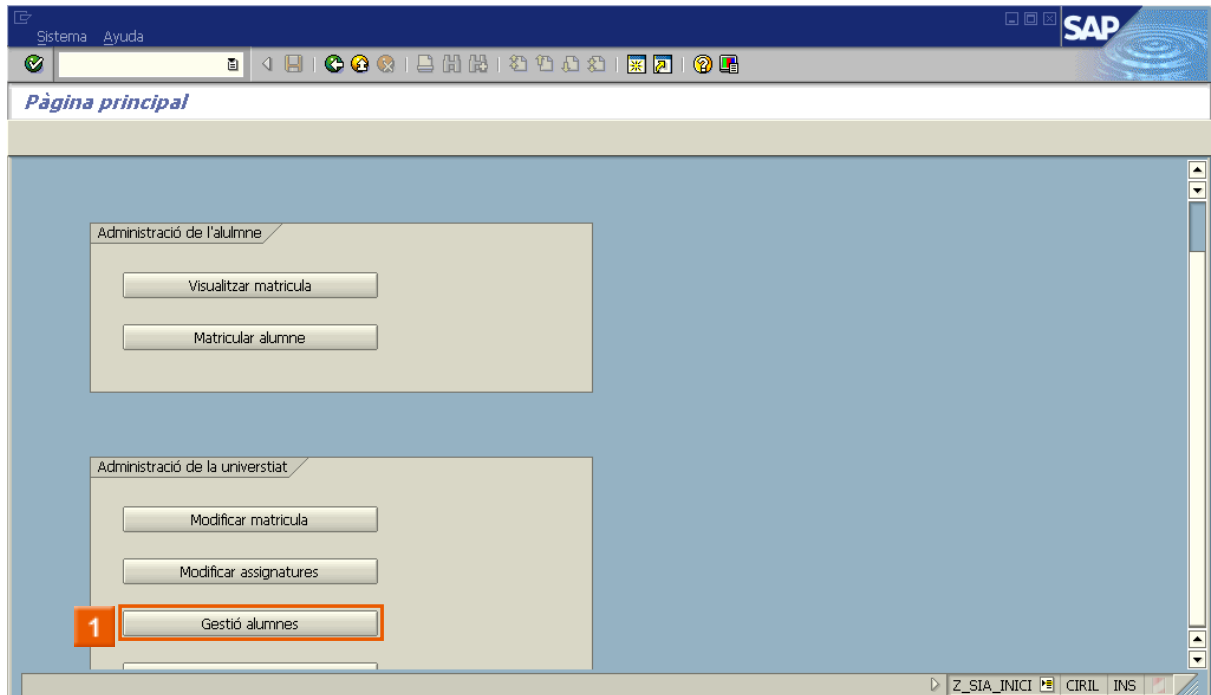 Sistema Ayuda
SAP
Pàgina principal
Administració de l'alulmne
Visualitzar matricula
Matricular alumne
Administració de la universtiat
Modificar matricula
Modificar assignatures
1
Gestió alumnes
Z_SIA_INICI CIRIL INS